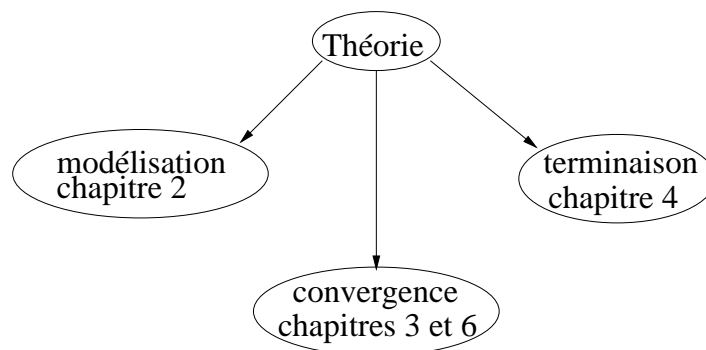 Théorie
modélisation
chapitre 2
terminaison
chapitre 4
convergence
chapitres 3 et 6